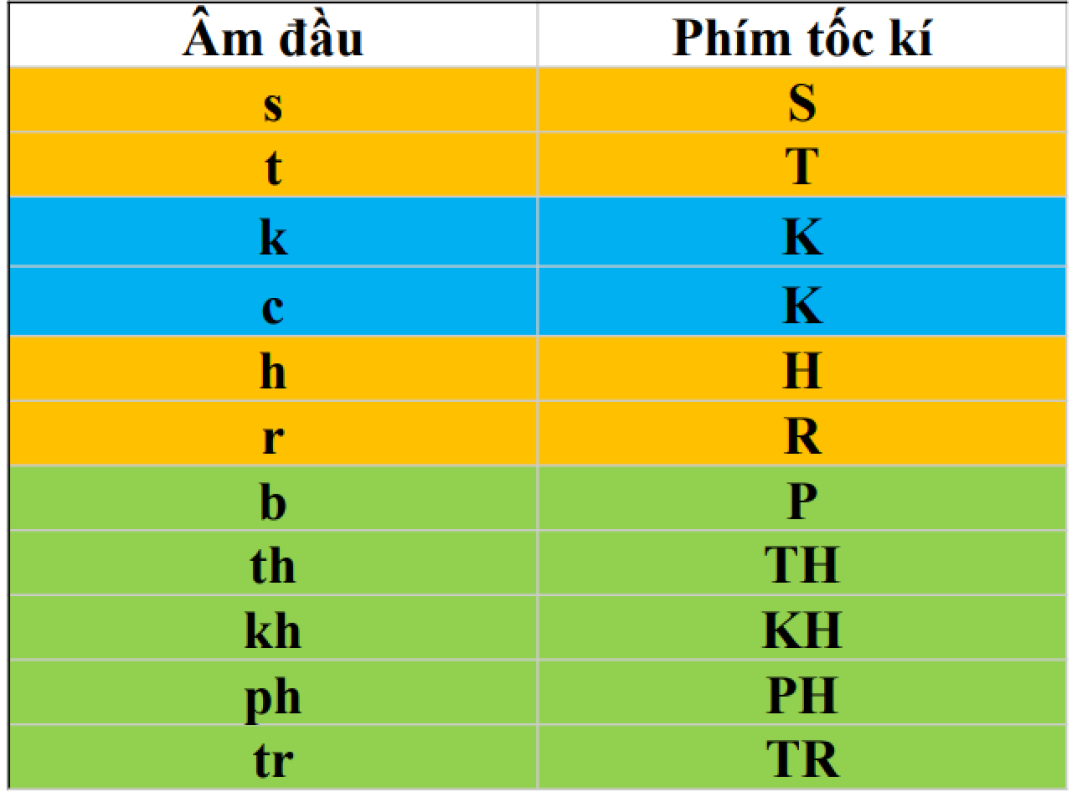 Âm đầu Phím tốc kí
s S
t T
k K
c K
h H
r R
b P
th TH
kh KH
ph PH
tr TR